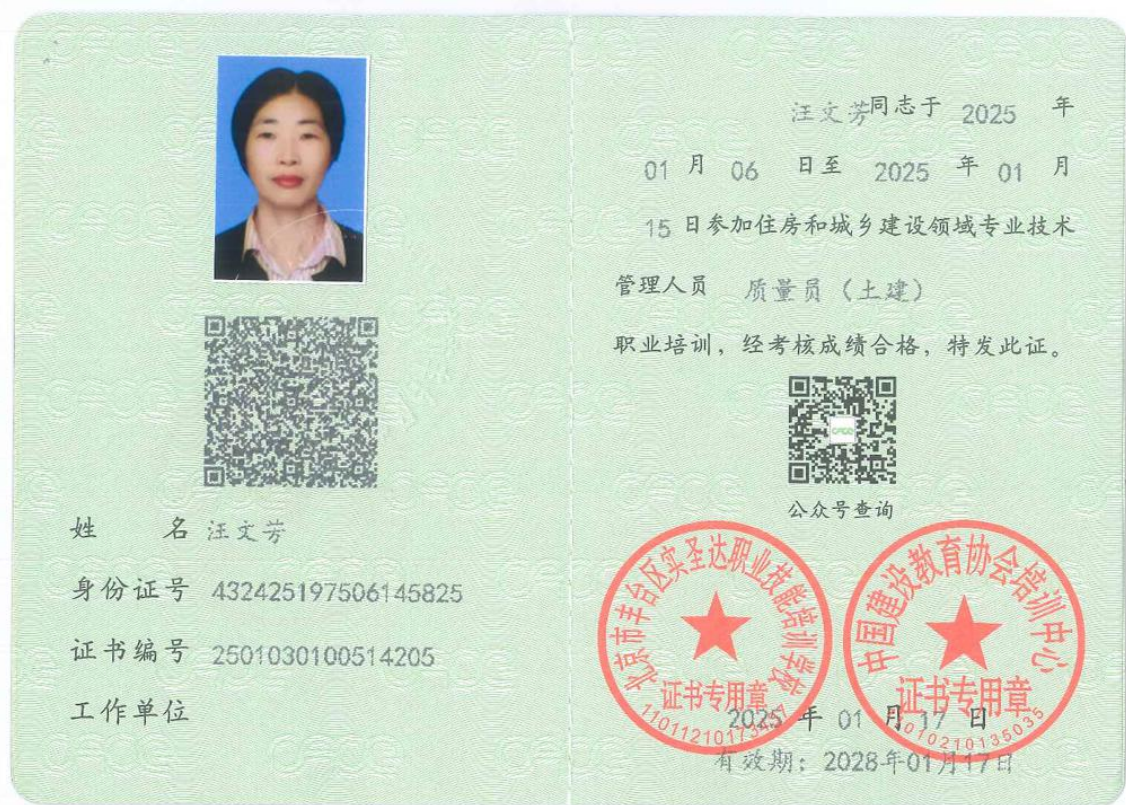 姓 名 汪文芳
身份证号 432425197506145825
证书编号 2501030100514205
工作单位
汪文芳同志于 2025 年
01 月 06 日至 2025 年 01 月
15 日参加住房和城乡建设领域专业技术
管理人员 质量员（土建）
职业培训，经考核成绩合格，特发此证。
公众号查询
北京市丰台区实圣达职业技能培训学校
证书专用章
中国建设教育协会培训中心
证书专用章
11010210135035
2025 年 01 月 17 日
有效期：2028年01月17日